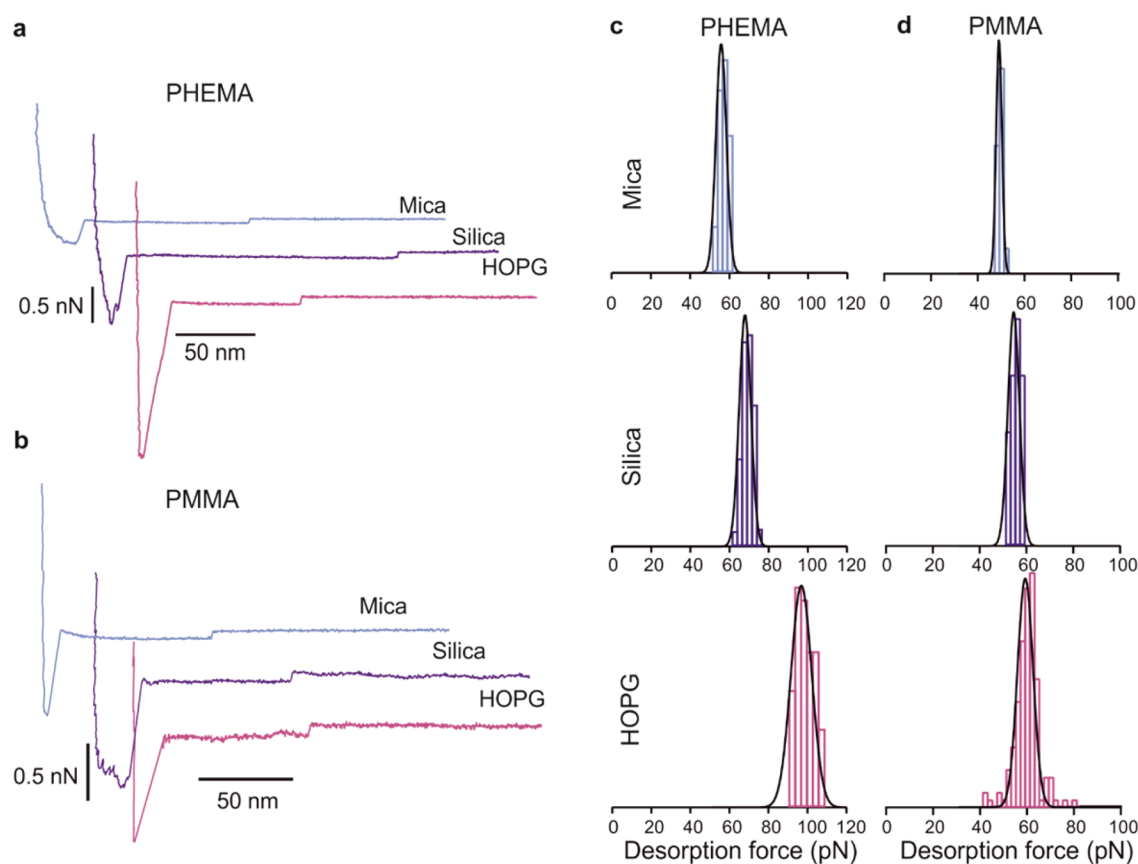 a
PHEMA
Mica
Silica
HOPG
0.5 nN
50 nm
b
PMMA
Mica
Silica
HOPG
0.5 nN
50 nm
c d
PHEMA PMMA
Mica
0 20 40 60 80 100 120 0 20 40 60 80 100
Silica
0 20 40 60 80 100 120 0 20 40 60 80 100
HOPG
0 20 40 60 80 100 120 0 20 40 60 80 100
Desorption force (pN) Desorption force (pN)